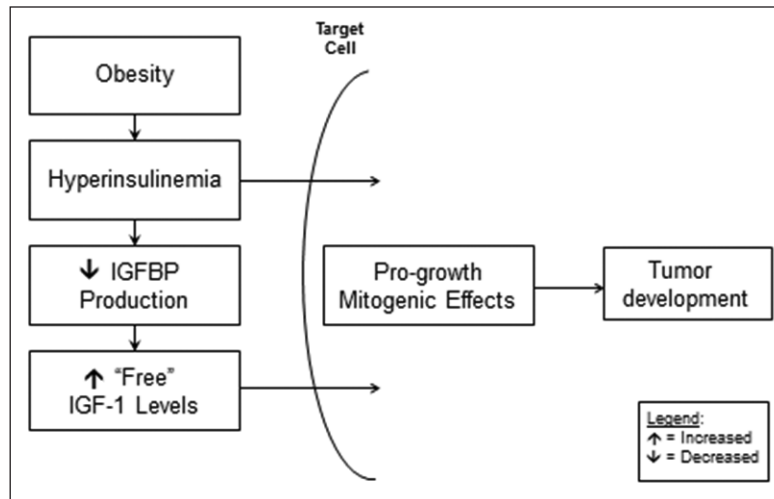 Target
Cell
Obesity
Hyperinsulinemia
↓ IGFBP
Production
↑ “Free”
IGF-1 Levels
Pro-growth
Mitogenic Effects
Tumor
development
Legend:
↑ = Increased
↓ = Decreased